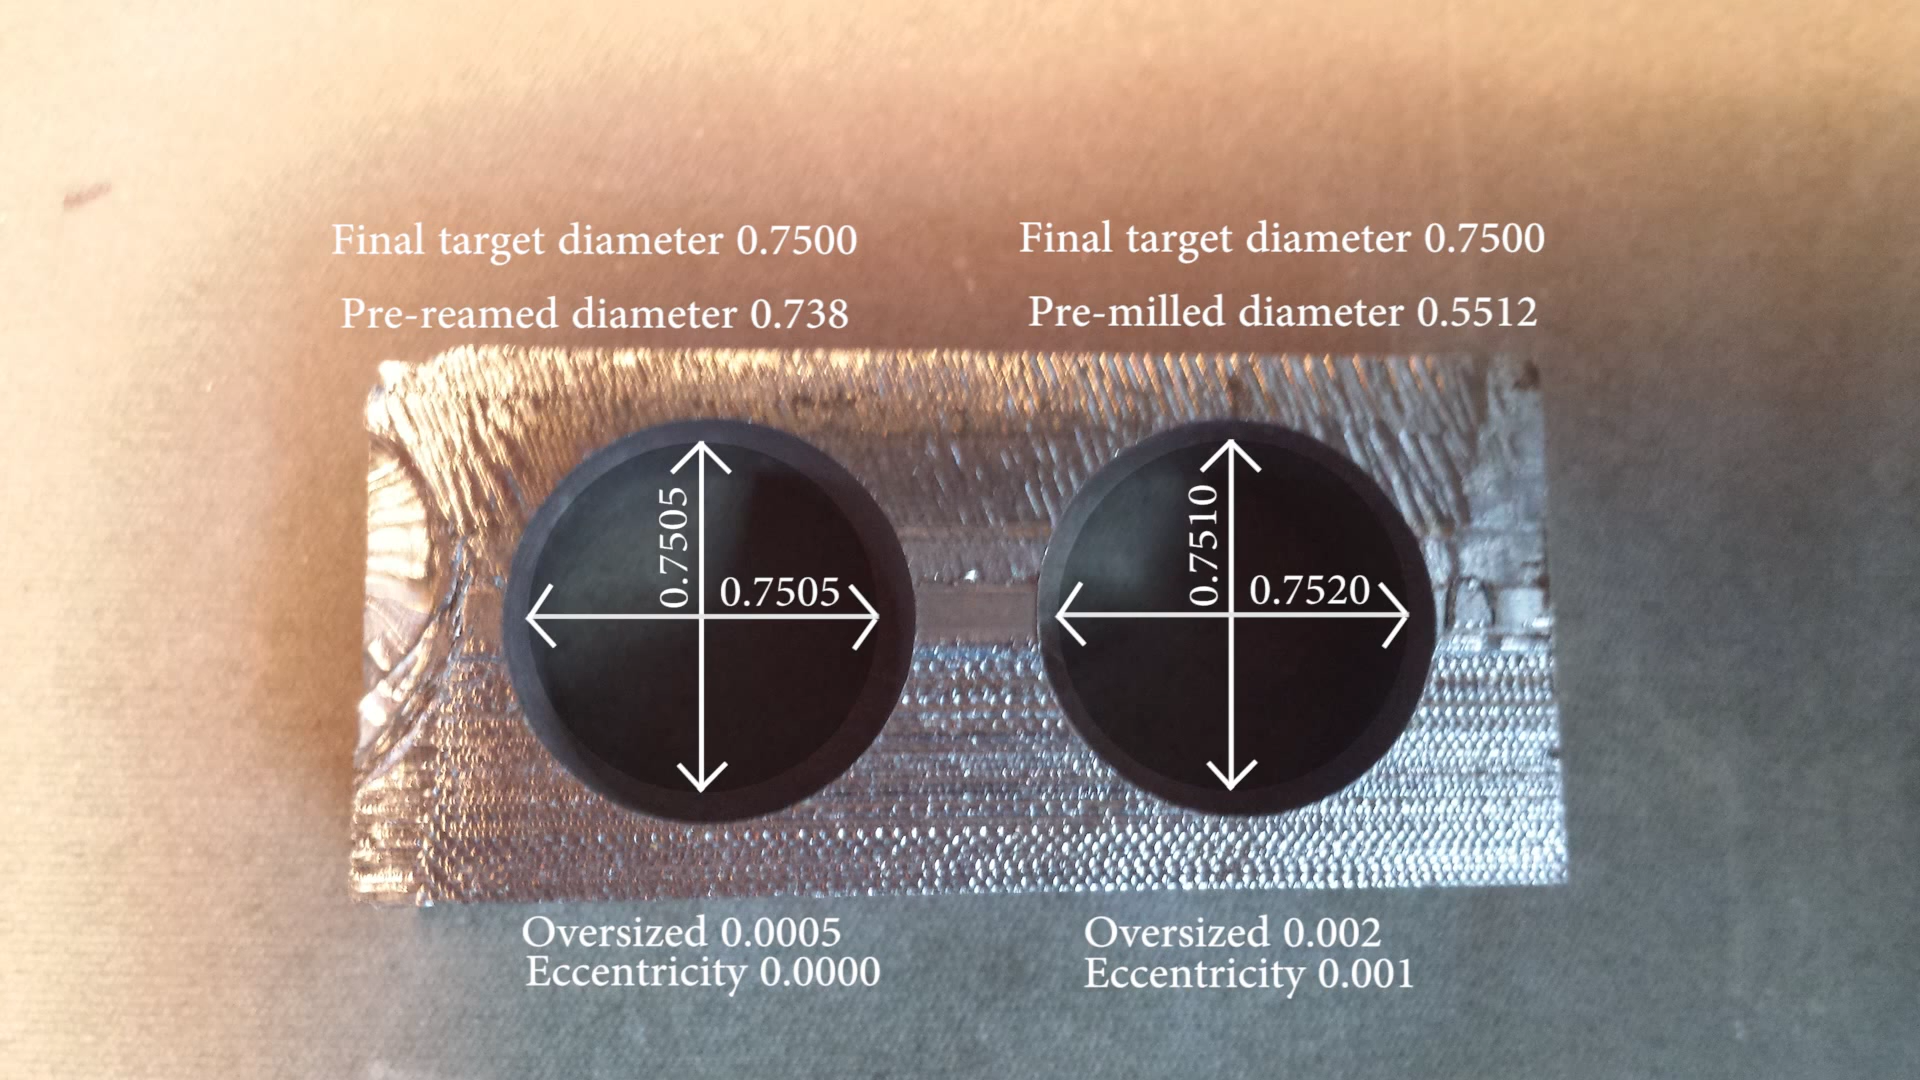 Final target diameter 0.7500
Pre-reamed diameter 0.738
0.7505
0.7505
Oversized 0.0005
Eccentricity 0.0000
Final target diameter 0.7500
Pre-milled diameter 0.5512
0.7510
0.7520
Oversized 0.002
Eccentricity 0.001